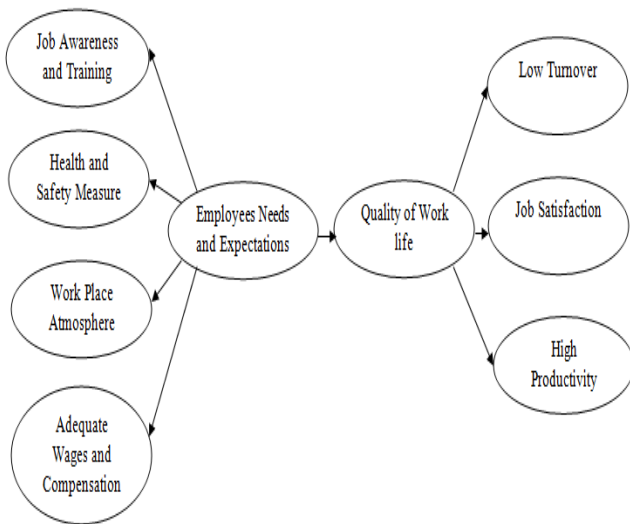 Job Awareness
and Training
Health and
Safety Measure
Work Place
Atmosphere
Adequate
Wages and
Compensation
Employees Needs
and Expectations
Quality of Work
life
Low Turnover
Job Satisfaction
High
Productivity